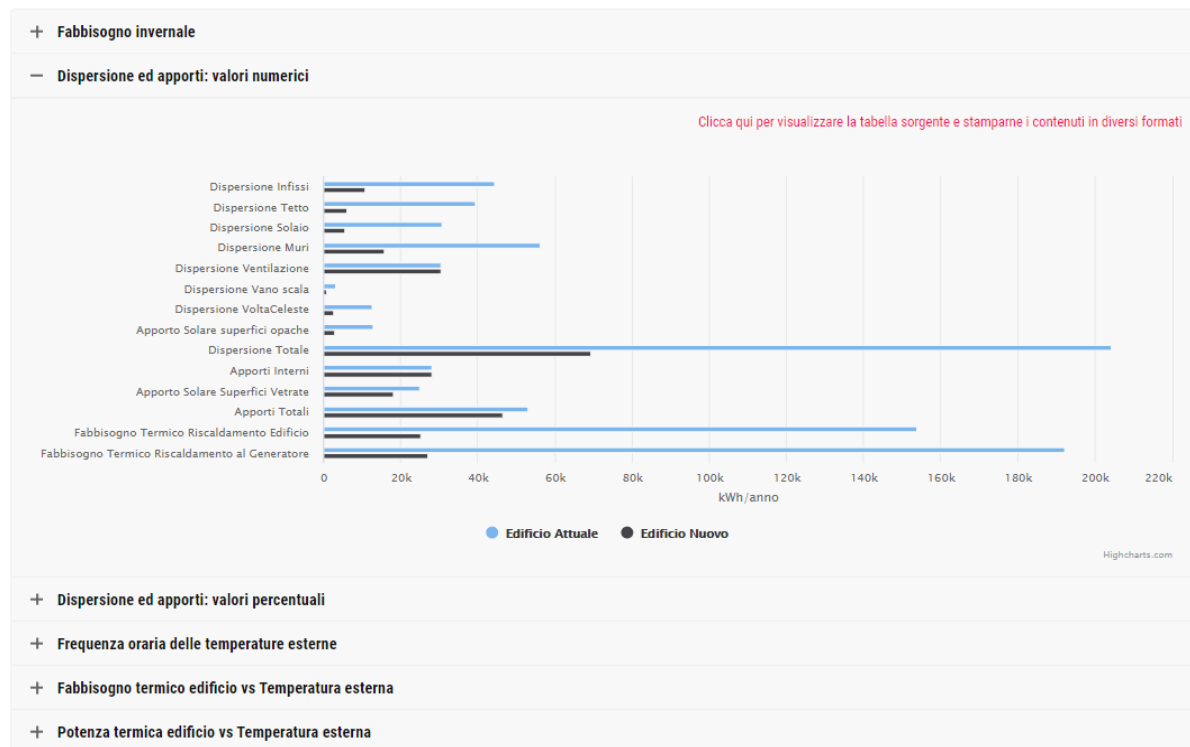 + Fabbisogno invernale
− Dispersione ed apporti: valori numerici
Clicca qui per visualizzare la tabella sorgente e stamparne i contenuti in diversi formati
Dispersione Infissi
Dispersione Tetto
Dispersione Solaio
Dispersione Muri
Dispersione Ventilazione
Dispersione Vano scala
Dispersione VoltaCeleste
Apporto Solare superfici opache
Dispersione Totale
Apporti Interni
Apporto Solare Superfici Vetrate
Apporti Totali
Fabbisogno Termico Riscaldamento Edificio
Fabbisogno Termico Riscaldamento al Generatore
0 20k 40k 60k 80k 100k 120k 140k 160k 180k 200k 220k
kWh/anno
Edificio Attuale Edificio Nuovo
Highcharts.com
+ Dispersione ed apporti: valori percentuali
+ Frequenza oraria delle temperature esterne
+ Fabbisogno termico edificio vs Temperatura esterna
+ Potenza termica edificio vs Temperatura esterna